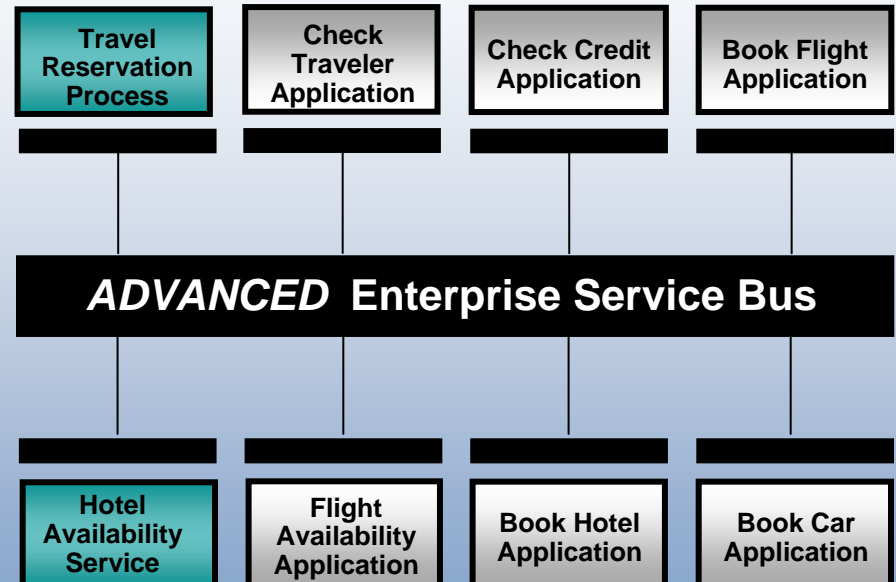 Travel
Reservation
Process
Check
Traveler
Application
Check Credit
Application
Book Flight
Application
ADVANCED Enterprise Service Bus
Hotel
Availability
Service
Flight
Availability
Application
Book Hotel
Application
Book Car
Application